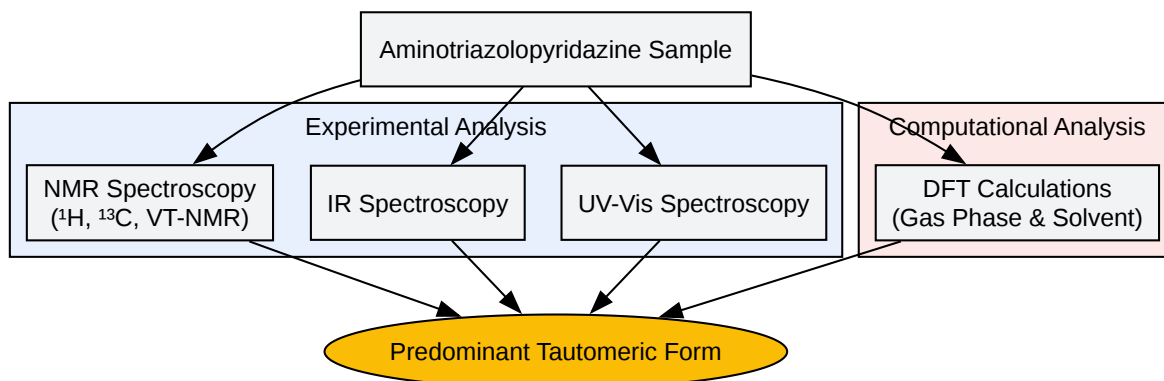 Aminotriazolopyridazine Sample
Experimental Analysis
Computational Analysis
NMR Spectroscopy
(¹H, ¹³C, VT-NMR)
IR Spectroscopy
UV-Vis Spectroscopy
DFT Calculations
(Gas Phase & Solvent)
Predominant Tautomeric Form